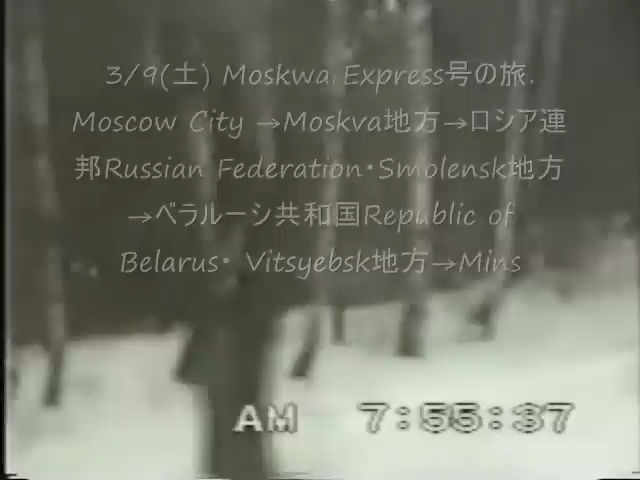 3/9(土) Moskwa Express号の旅.
Moscow City →Moskva地方→ロシア連
邦Russian Federation・Smolensk地方
→ベラルーシ共和国Republic of
Belarus・ Vitsyebsk地方→Mins
AM 7:55:37